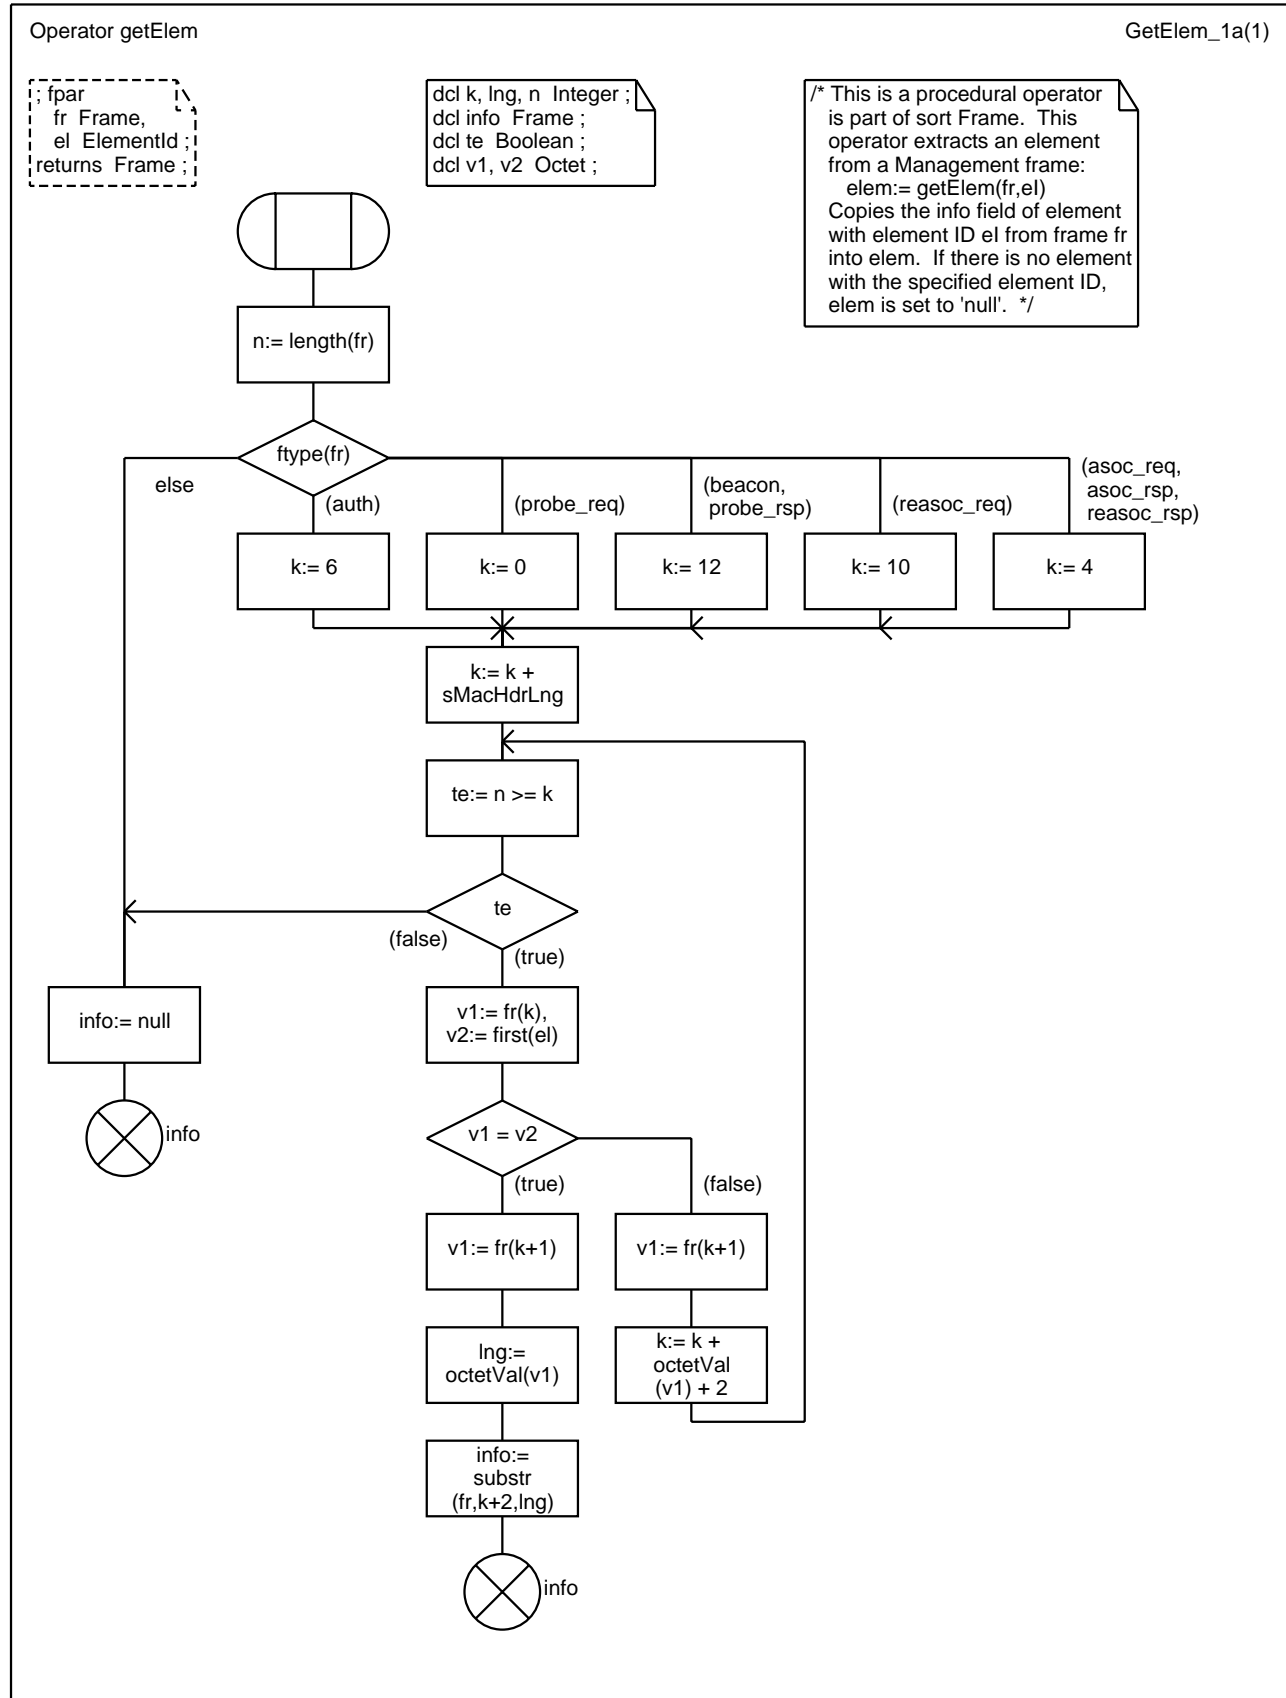 Operator getElem
GetElem_1a(1)
; fpar
fr  Frame,
el  ElementId ;
returns  Frame ;
dcl k, lng, n  Integer ;
dcl info  Frame ;
dcl te  Boolean ;
dcl v1, v2  Octet ;
/* This is a procedural operator
is part of sort Frame.  This
operator extracts an element
from a Management frame:
elem:= getElem(fr,el)
Copies the info field of element
with element ID el from frame fr
into elem.  If there is no element
with the specified element ID,
elem is set to 'null'.  */
n:= length(fr)
ftype(fr)
else
(auth)
(probe_req)
(beacon,
probe_rsp)
(reasoc_req)
(asoc_req,
asoc_rsp,
reasoc_rsp)
k:= 6
k:= 0
k:= 12
k:= 10
k:= 4
k:= k +
sMacHdrLng
te:= n >= k
te
(false)
(true)
info:= null
v1:= fr(k),
v2:= first(el)
info
v1 = v2
(true)
(false)
v1:= fr(k+1)
v1:= fr(k+1)
lng:=
octetVal(v1)
k:= k +
octetVal
(v1) + 2
info:=
substr
(fr,k+2,lng)
info